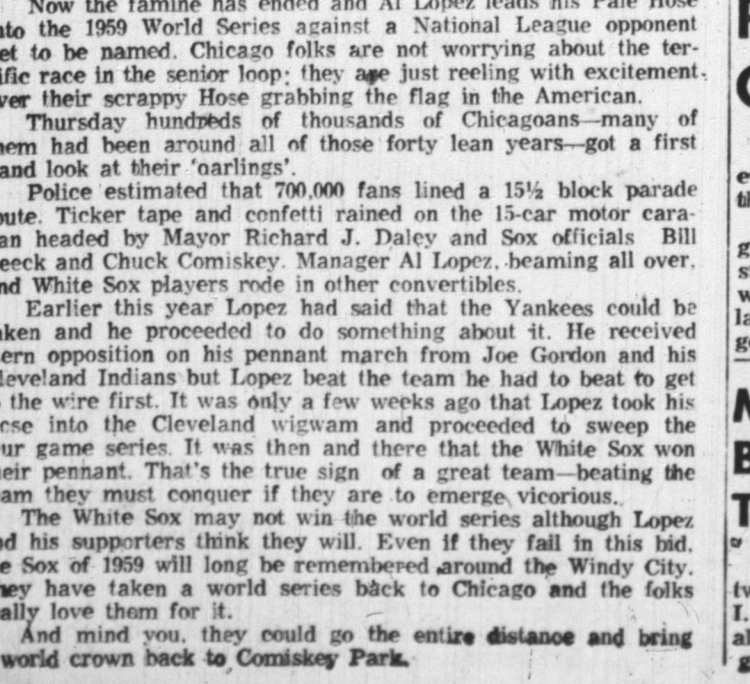 Now the famine has ended and Al Lopez leads his Pale Hose
nto the 1959 World Series against a National League opponent
et to be named. Chicago folks are not worrying about the ter-
ific race in the senior loop; they are just reeling with excitement.
ver their scrappy Hose grabbing the flag in the American.
Thursday hundreds of thousands of Chicagoans—many of
hem had been around all of those forty lean years—got a first
and look at their 'darlings'.
Police estimated that 700,000 fans lined a 15½ block parade
oute. Ticker tape and confetti rained on the 15-car motor cara-
an headed by Mayor Richard J. Daley and Sox officials Bill
eeck and Chuck Comiskey. Manager Al Lopez, beaming all over,
nd White Sox players rode in other convertibles.
Earlier this year Lopez had said that the Yankees could be
aken and he proceeded to do something about it. He received
ern opposition on his pennant march from Joe Gordon and his
leveland Indians but Lopez beat the team he had to beat to get
the wire first. It was only a few weeks ago that Lopez took his
ose into the Cleveland wigwam and proceeded to sweep the
ur game series. It was then and there that the White Sox won
eir pennant. That's the true sign of a great team—beating the
am they must conquer if they are to emerge vicorious.
The White Sox may not win the world series although Lopez
nd his supporters think they will. Even if they fail in this bid,
e Sox of 1959 will long be remembered around the Windy City.
hey have taken a world series back to Chicago and the folks
ally love them for it.
And mind you, they could go the entire distance and bring
world crown back to Comiskey Park.